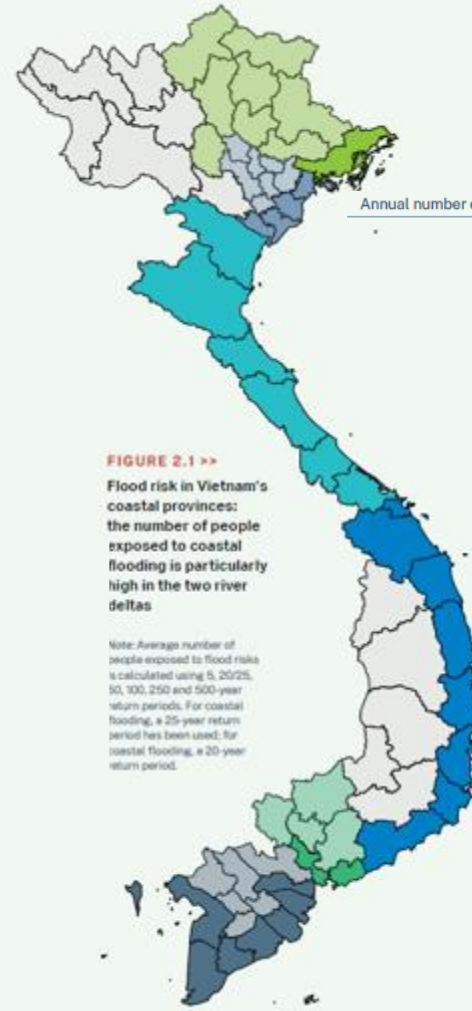 Annual number
FIGURE 2.1 >>
Flood risk in Vietnam's
coastal provinces:
the number of people
exposed to coastal
flooding is particularly
high in the two river
deltas
Note: Average number of
people exposed to flood risks
is calculated using 5, 20/25,
50, 100, 250 and 500-year
return periods. For coastal
flooding, a 25-year return
period has been used; for
coastal flooding, a 20-year
return period.